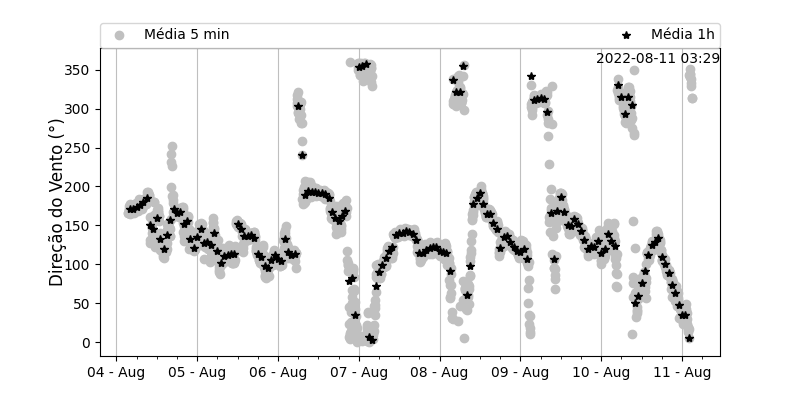 Média 5 min
Média 1h
2022-08-11 03:29
Direção do Vento (°)
350
300
250
200
150
100
50
0
04 - Aug
05 - Aug
06 - Aug
07 - Aug
08 - Aug
09 - Aug
10 - Aug
11 - Aug